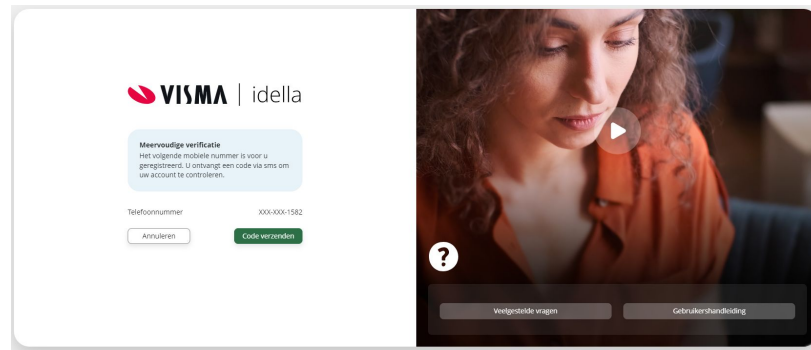 VISMA | idella
Meervoudige verificatie
Het volgende mobiele nummer is voor u
geregistreerd. U ontvangt een code via sms om
uw account te controleren.
Telefoonnummer XXX-XXX-1582
Annuleren Code verzenden
?
Veelgestelde vragen Gebruikershandleiding